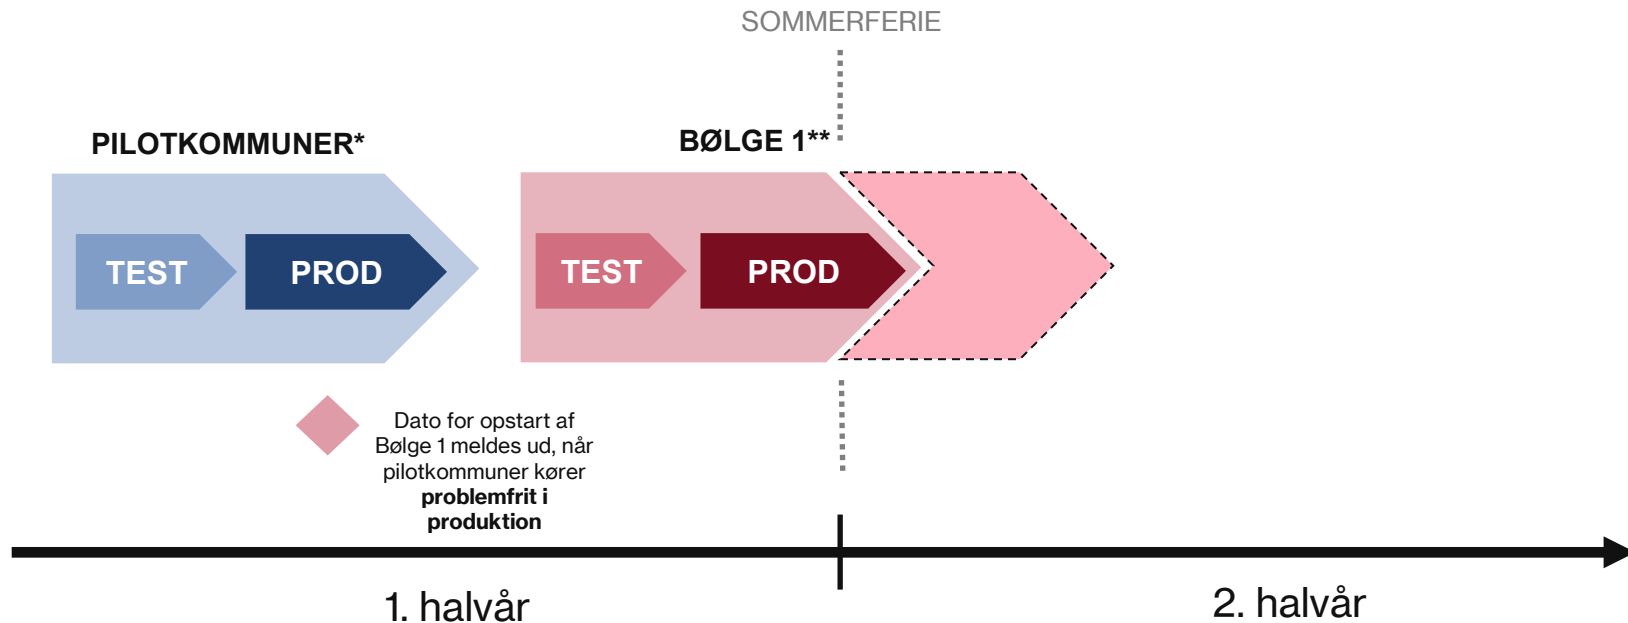 SOMMERFERIE
PILOTKOMMUNER*
BØLGE 1**
TEST
PROD
TEST
PROD
Dato for opstart af
Bølge 1 meldes ud, når
pilotkommuner kører
problemfrit i
produktion
1. halvår
2. halvår